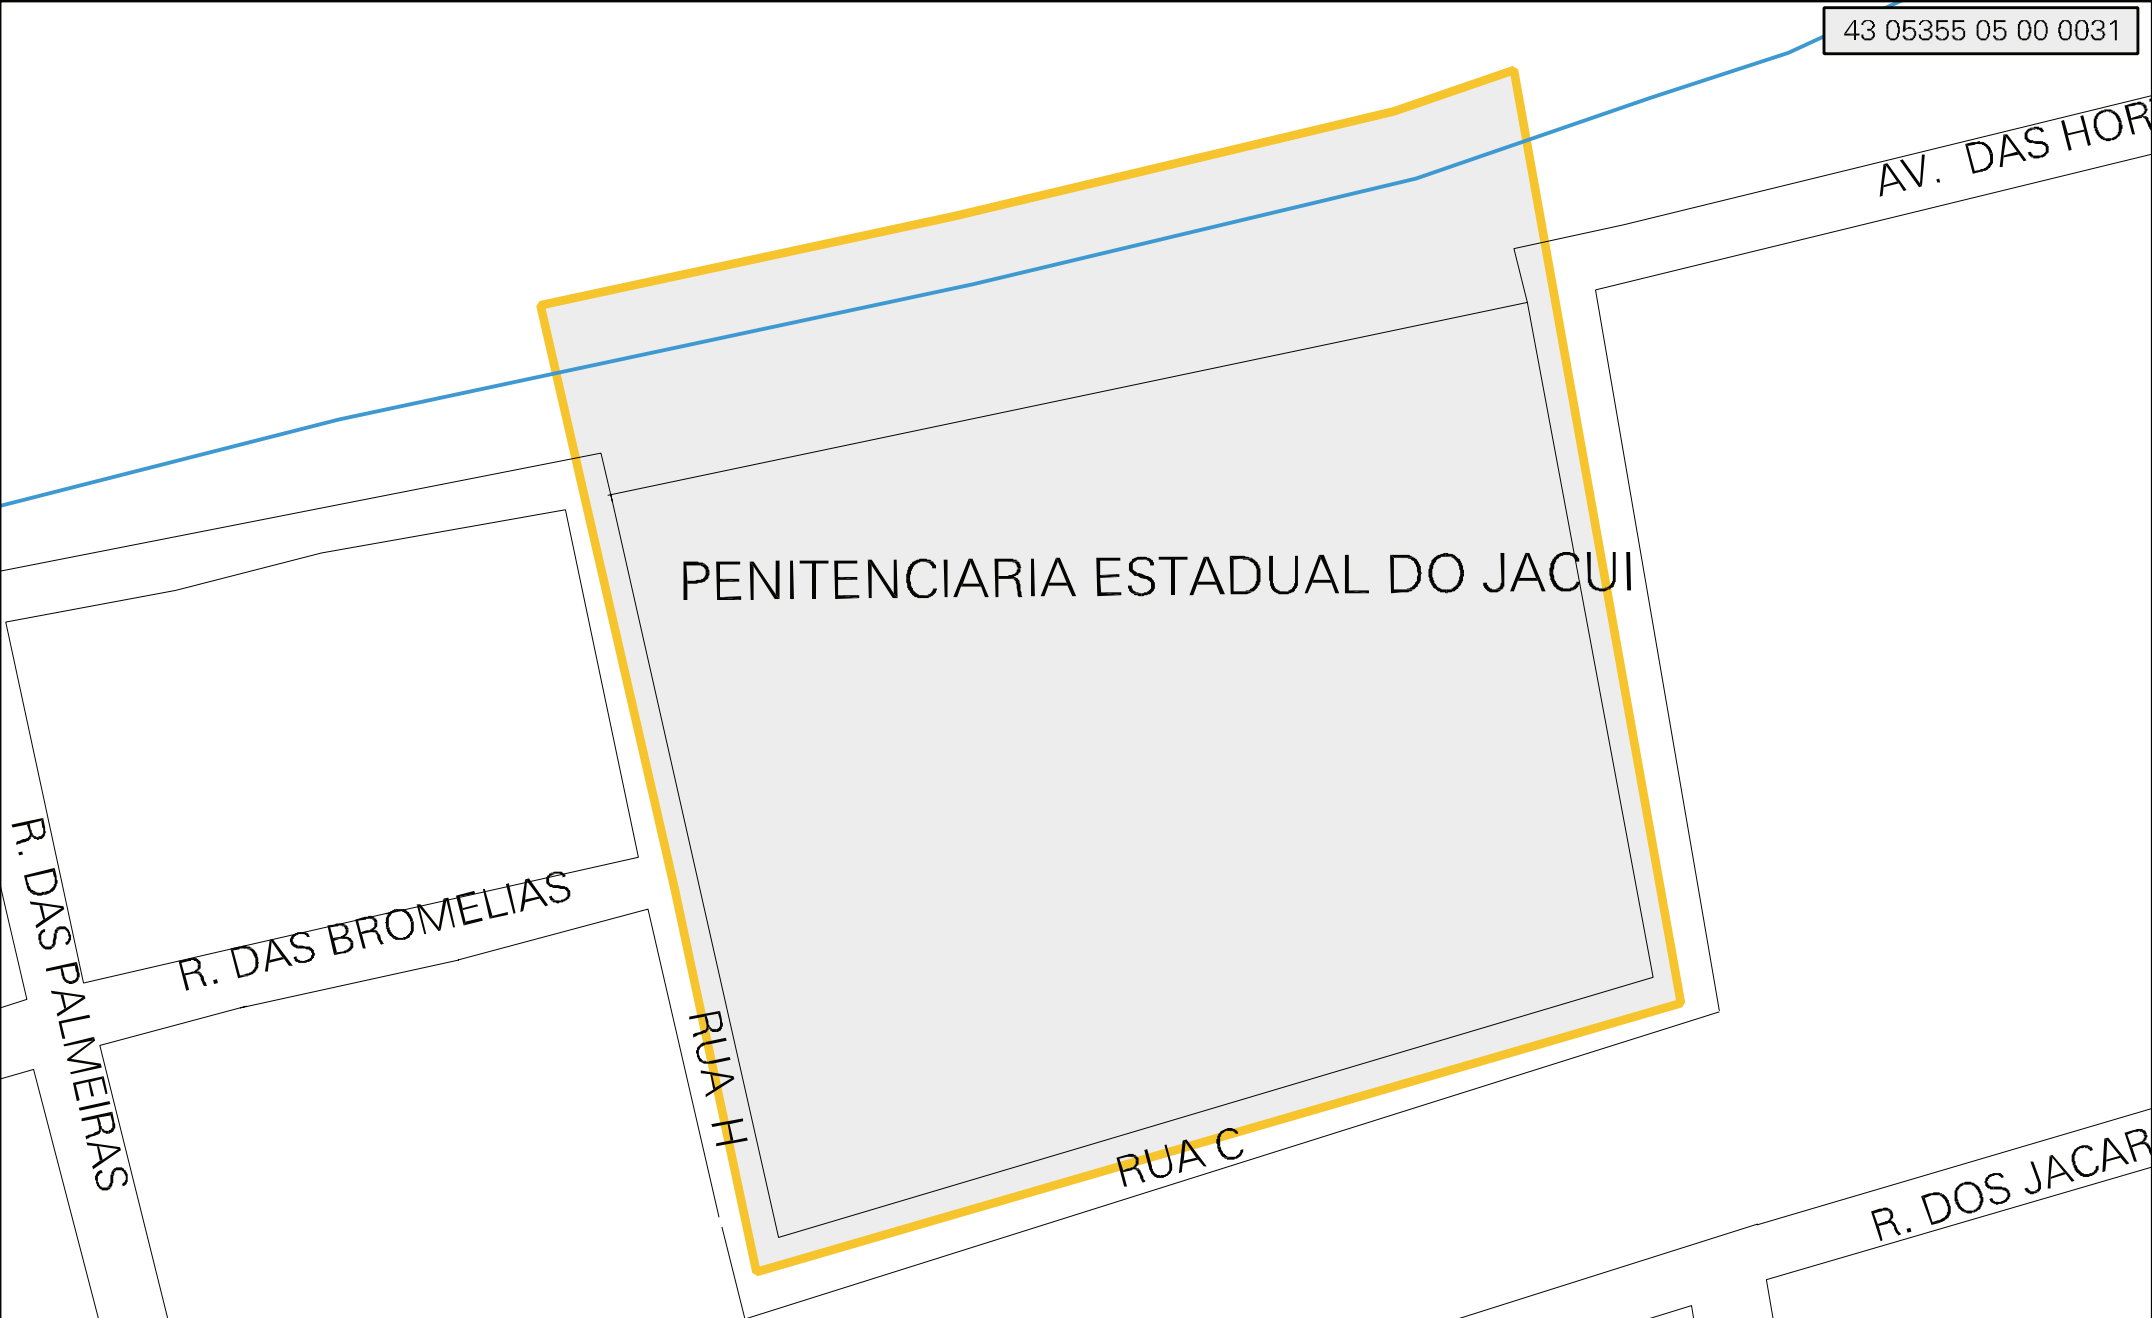 43 05355 05 00 0031
AV. DAS HOR
PENITENCIARIA ESTADUAL DO JACUI
R. DAS PALMEIRAS
R. DAS BROMELIAS
RUA H
RUA C
R. DOS JACAR